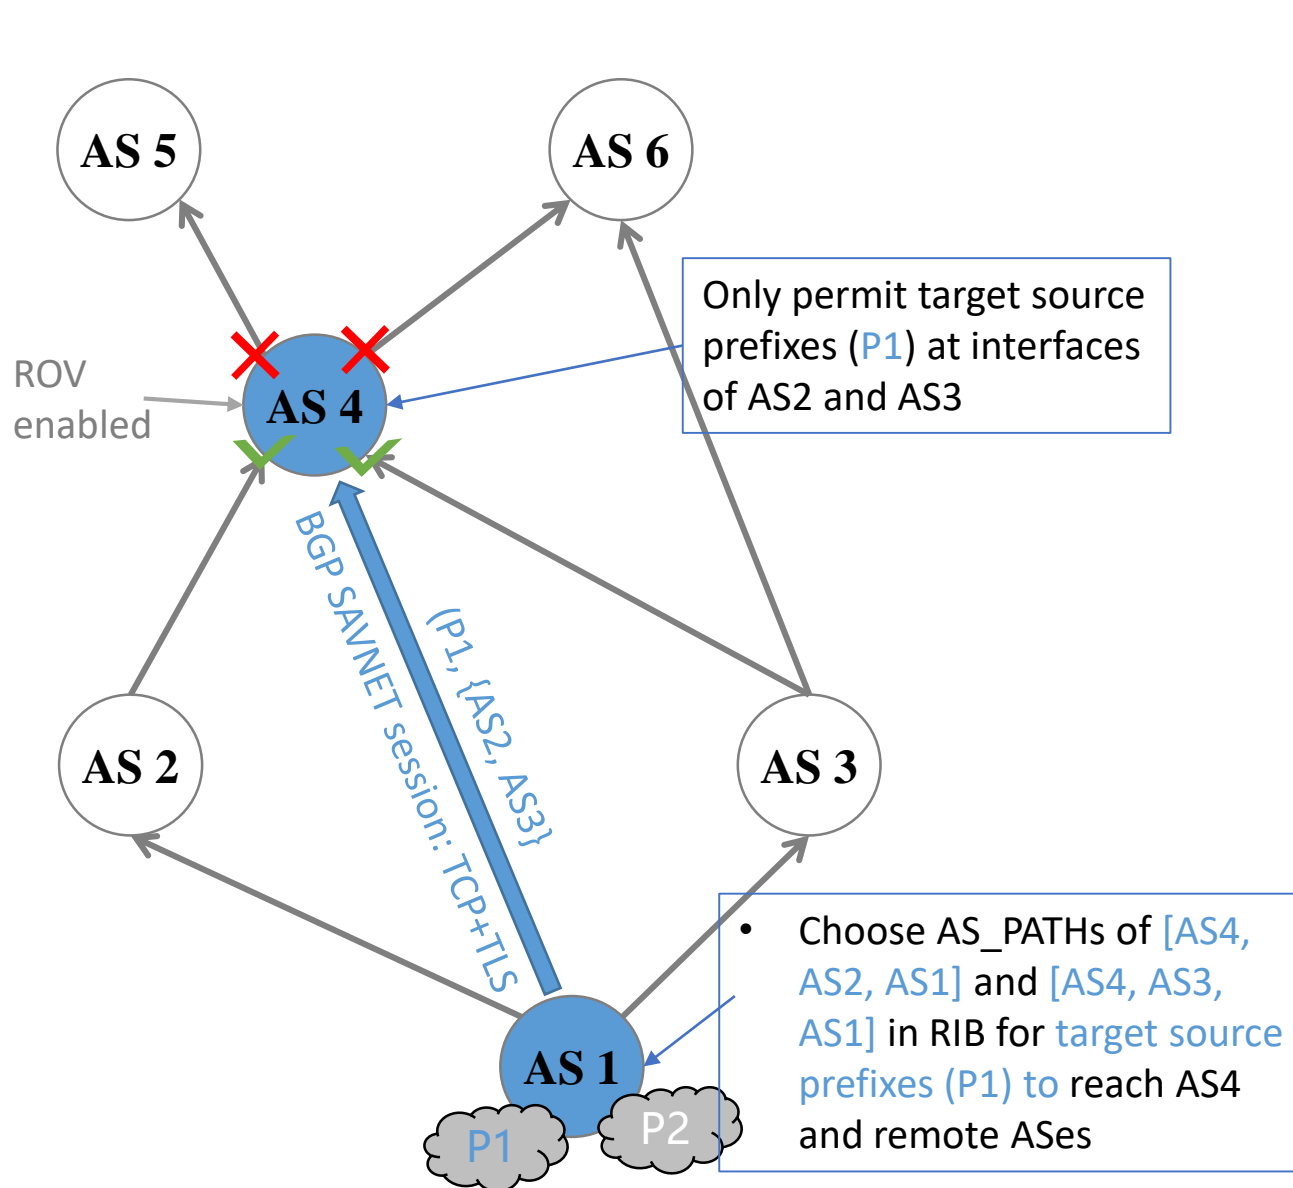 AS 5
AS 6
Only permit target source
prefixes (P1) at interfaces
of AS2 and AS3
ROV
enabled
AS 4
BGP SAVNET session: TCP+TLS
(P1, {AS2, AS3}
AS 2
AS 3
• Choose AS_PATHs of [AS4,
AS2, AS1] and [AS4, AS3,
AS1] in RIB for target source
prefixes (P1) to reach AS4
and remote ASes
AS 1
P1
P2